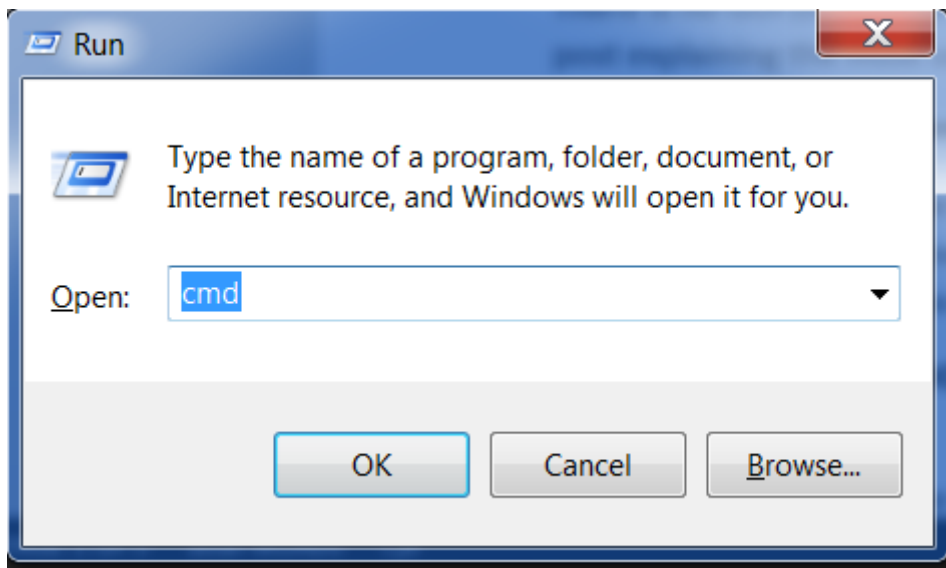 Run
Type the name of a program, folder, document, or
Internet resource, and Windows will open it for you.
Open: cmd
OK Cancel Browse...